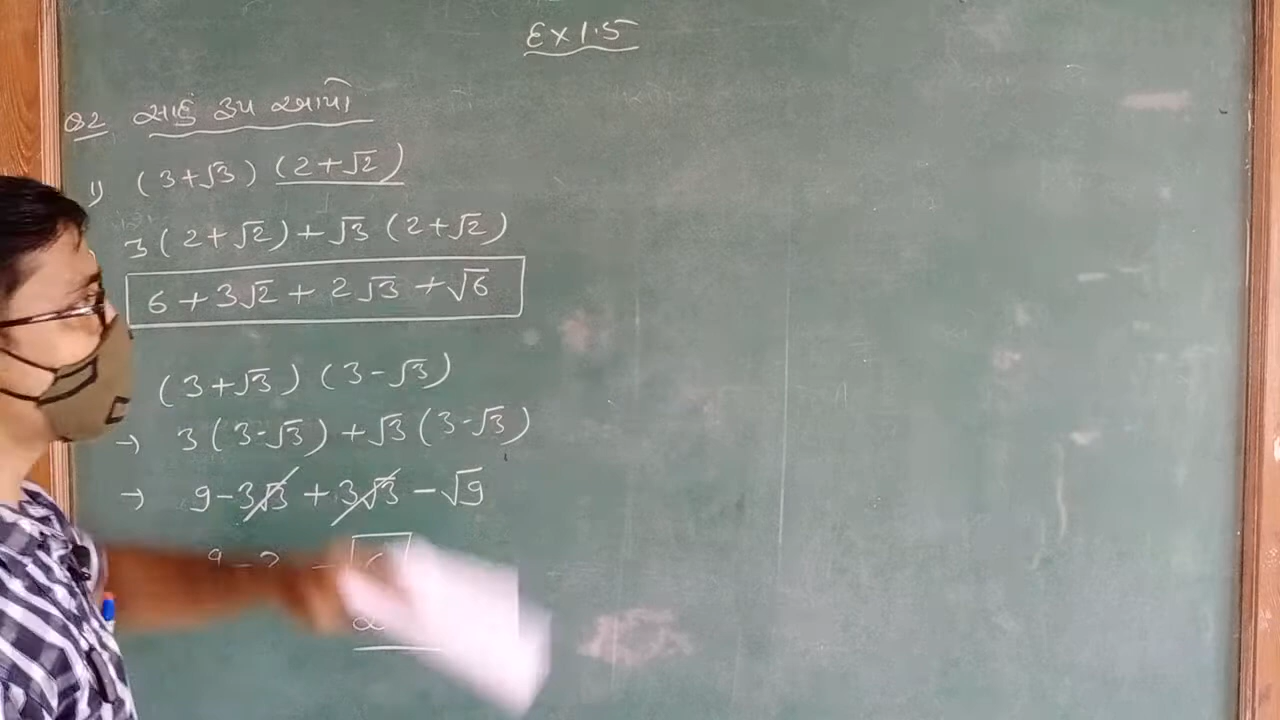 Ex 1.5
Q2 સાદું રૂપ આપો
1) (3+√3) (2+√2)
3(2+√2)+√3(2+√2)
6+3√2+2√3+√6
(3+√3) (3-√3)
→ 3(3-√3)+√3(3-√3)
→ 9-3√3+3√3-√9